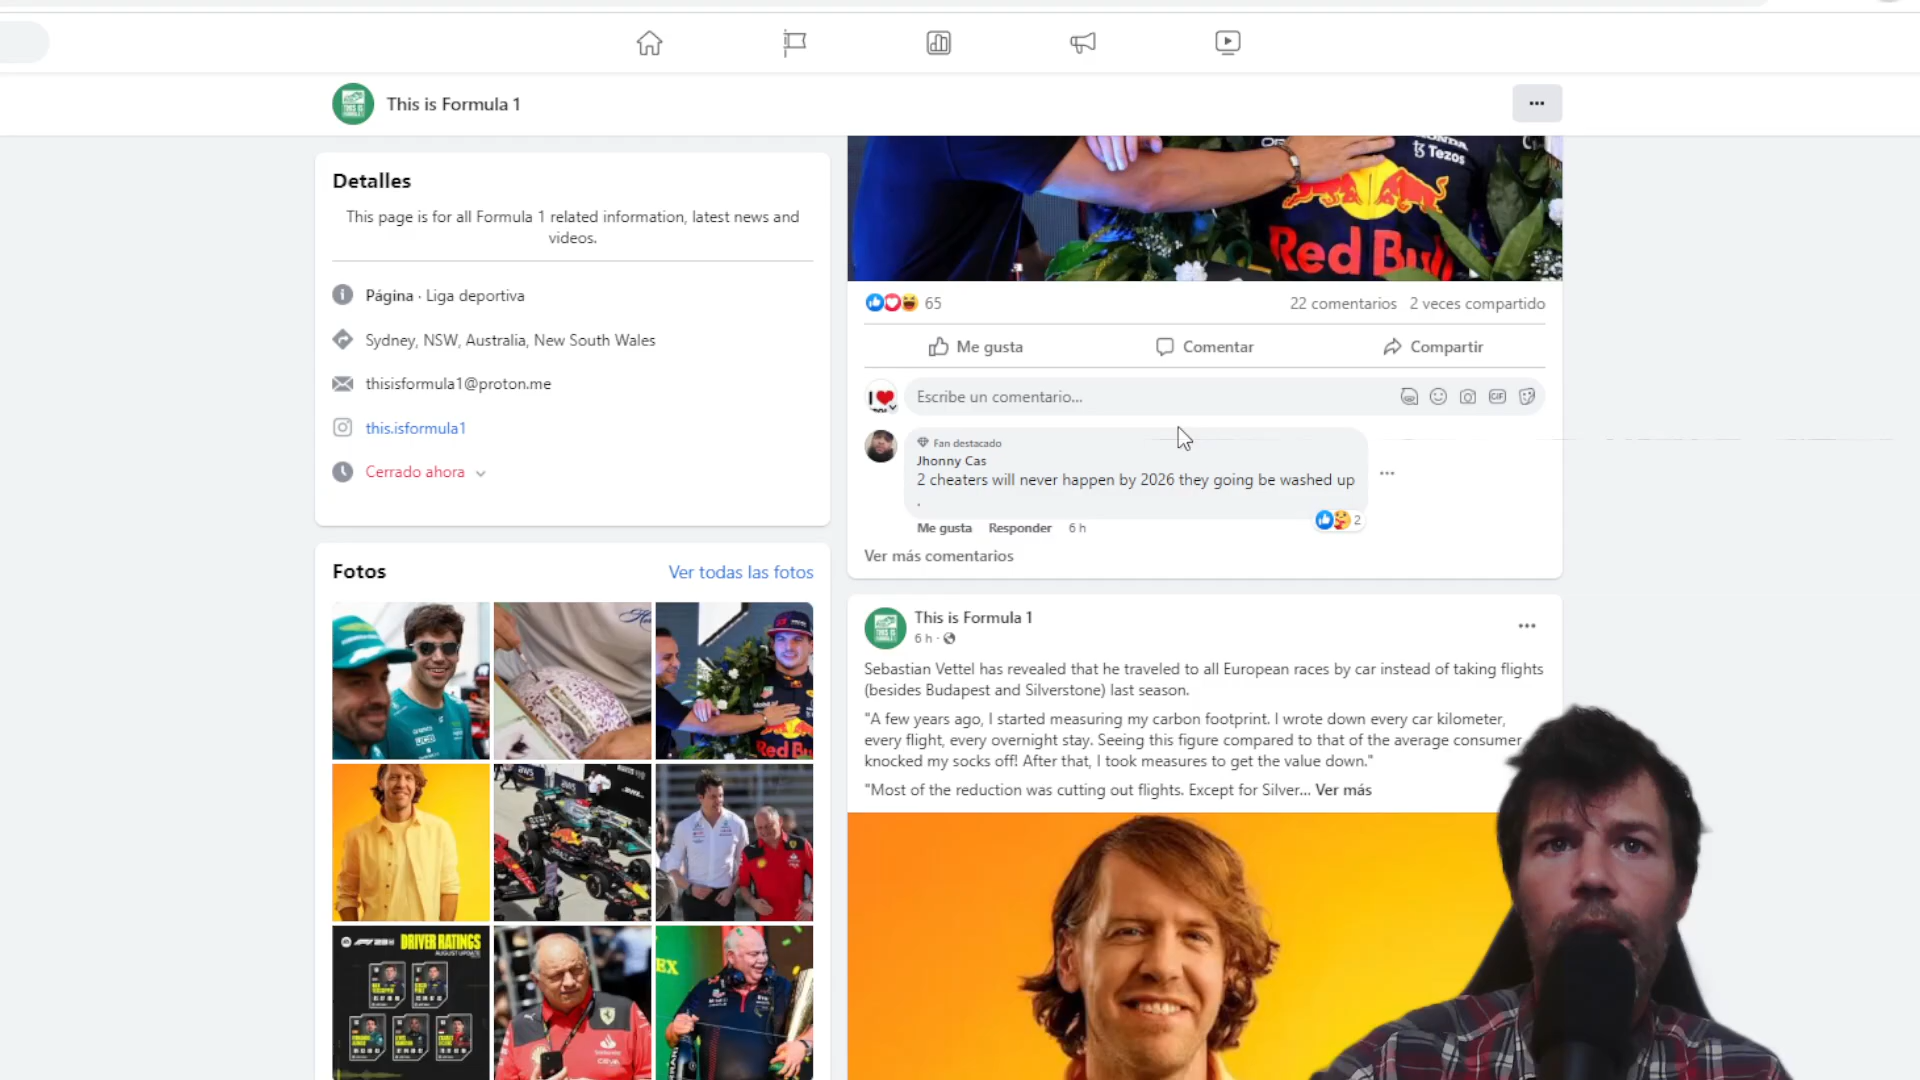 This is Formula 1
Detalles
This page is for all Formula 1 related information, latest news and
videos.
Página · Liga deportiva
Sydney, NSW, Australia, New South Wales
thisisformula1@proton.me
this.isformula1
Cerrado ahora
Fotos
Ver todas las fotos
DRIVER RATINGS
AUGUST UPDATE
Red Bull
HONDA
Tezos
Red Bull
65
22 comentarios 2 veces compartido
Me gusta
Comentar
Compartir
Escribe un comentario...
GIF
Fan destacado
Jhonny Cas
2 cheaters will never happen by 2026 they going be washed up
.
Me gusta Responder 6 h
2
Ver más comentarios
This is Formula 1
6 h ·
Sebastian Vettel has revealed that he traveled to all European races by car instead of taking flights
(besides Budapest and Silverstone) last season.
"A few years ago, I started measuring my carbon footprint. I wrote down every car kilometer,
every flight, every overnight stay. Seeing this figure compared to that of the average consumer
knocked my socks off! After that, I took measures to get the value down."
"Most of the reduction was cutting out flights. Except for Silver... Ver más